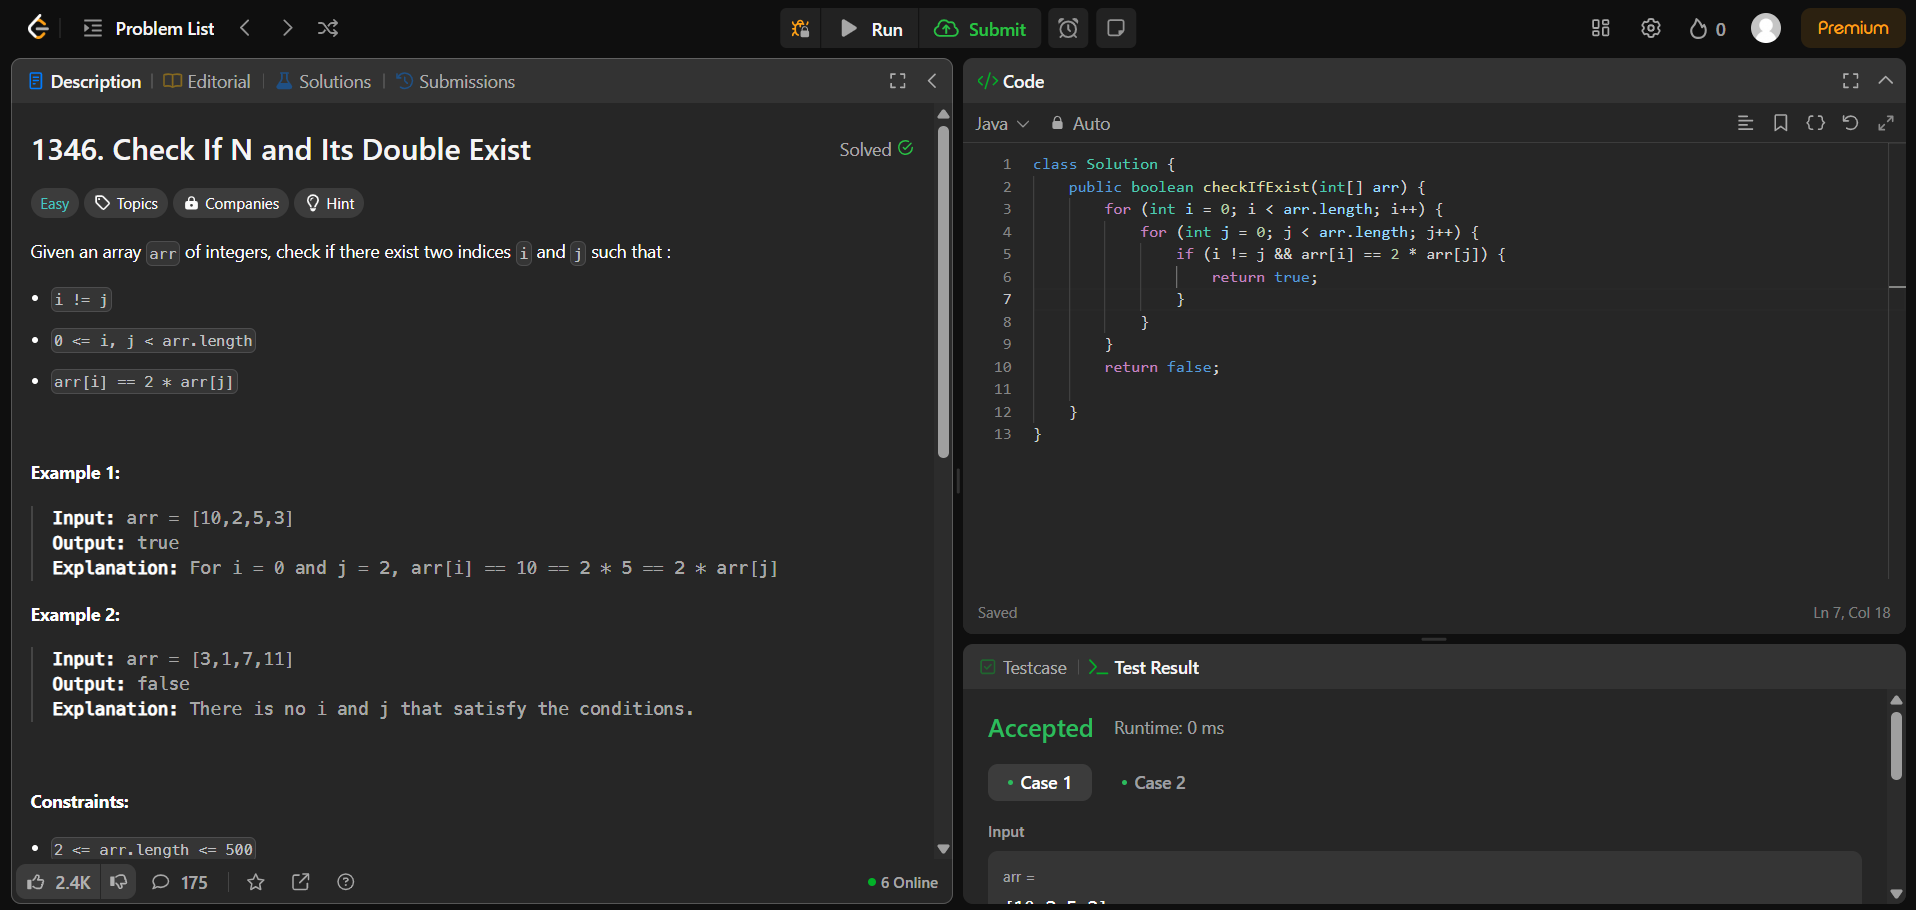 Problem List
Run
Submit
0
Premium
Description
Editorial
Solutions
Submissions
1346. Check If N and Its Double Exist
Solved
Easy
Topics
Companies
Hint
Given an array arr of integers, check if there exist two indices i and j such that :
• i != j
• 0 <= i, j < arr.length
• arr[i] == 2 * arr[j]
Example 1:
Input: arr = [10,2,5,3]
Output: true
Explanation: For i = 0 and j = 2, arr[i] == 10 == 2 * 5 == 2 * arr[j]
Example 2:
Input: arr = [3,1,7,11]
Output: false
Explanation: There is no i and j that satisfy the conditions.
Constraints:
• 2 <= arr.length <= 500
2.4K
175
6 Online
</> Code
Java
Auto
1 class Solution {
2 public boolean checkIfExist(int[] arr) {
3 for (int i = 0; i < arr.length; i++) {
4 for (int j = 0; j < arr.length; j++) {
5 if (i != j && arr[i] == 2 * arr[j]) {
6 return true;
7 }
8 }
9 }
10 return false;
11
12 }
13 }
Saved
Ln 7, Col 18
Testcase
Test Result
Accepted
Runtime: 0 ms
• Case 1
• Case 2
Input
arr =
[10,2,5,3]